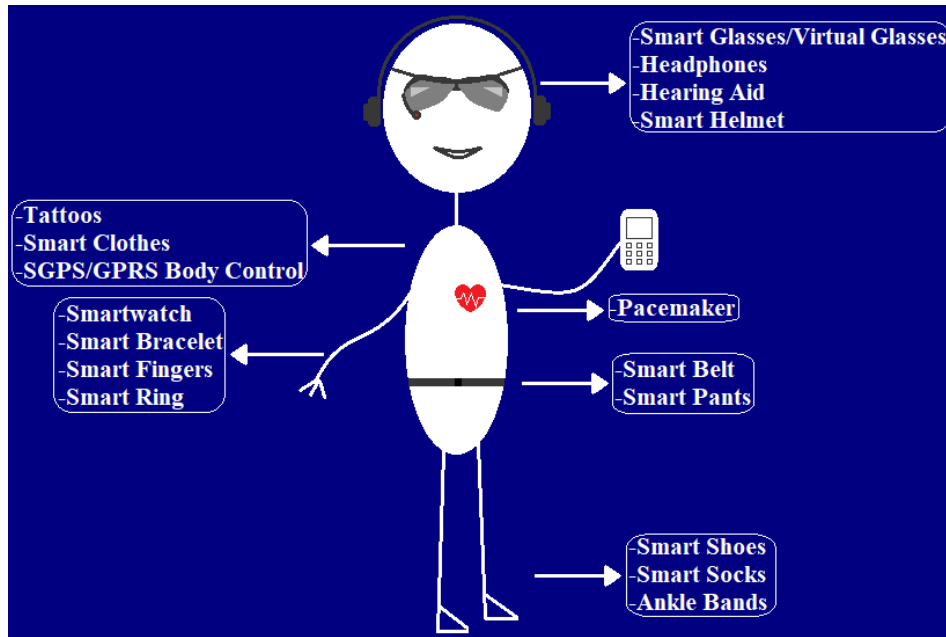 -Smart Glasses/Virtual Glasses
-Headphones
-Hearing Aid
-Smart Helmet
-Tattoos
-Smart Clothes
-SGPS/GPRS Body Control
-Smartwatch
-Smart Bracelet
-Smart Fingers
-Smart Ring
-Pacemaker
-Smart Belt
-Smart Pants
-Smart Shoes
-Smart Socks
-Ankle Bands